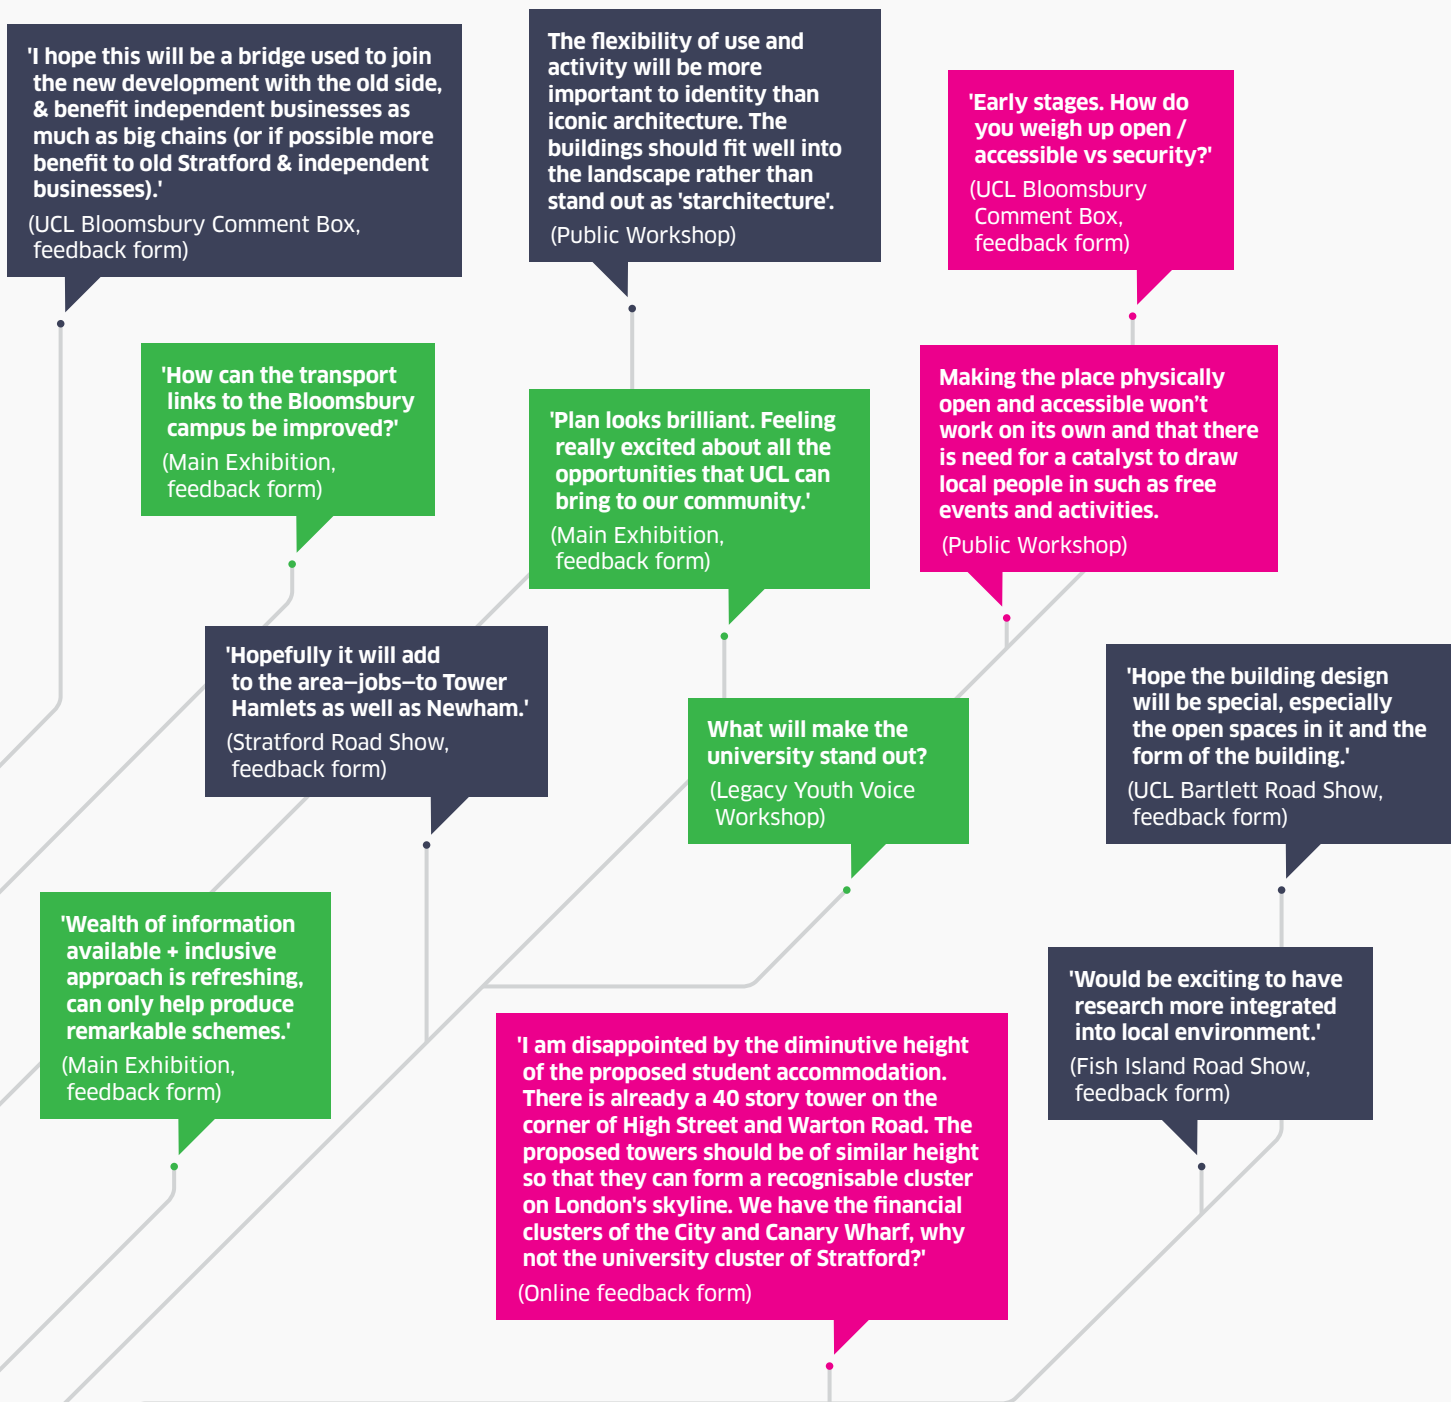 'I hope this will be a bridge used to join
the new development with the old side,
& benefit independent businesses as
much as big chains (or if possible more
benefit to old Stratford & independent
businesses).'
(UCL Bloomsbury Comment Box,
feedback form)
The flexibility of use and
activity will be more
important to identity than
iconic architecture. The
buildings should fit well into
the landscape rather than
stand out as 'starchitecture'.
(Public Workshop)
'Early stages. How do
you weigh up open /
accessible vs security?'
(UCL Bloomsbury
Comment Box,
feedback form)
'How can the transport
links to the Bloomsbury
campus be improved?'
(Main Exhibition,
feedback form)
'Plan looks brilliant. Feeling
really excited about all the
opportunities that UCL can
bring to our community.'
(Main Exhibition,
feedback form)
Making the place physically
open and accessible won’t
work on its own and that there
is need for a catalyst to draw
local people in such as free
events and activities.
(Public Workshop)
'Hopefully it will add
to the area—jobs—to Tower
Hamlets as well as Newham.'
(Stratford Road Show,
feedback form)
What will make the
university stand out?
(Legacy Youth Voice
Workshop)
'Hope the building design
will be special, especially
the open spaces in it and the
form of the building.'
(UCL Bartlett Road Show,
feedback form)
'Wealth of information
available + inclusive
approach is refreshing,
can only help produce
remarkable schemes.'
(Main Exhibition,
feedback form)
'I am disappointed by the diminutive height
of the proposed student accommodation.
There is already a 40 story tower on the
corner of High Street and Warton Road. The
proposed towers should be of similar height
so that they can form a recognisable cluster
on London's skyline. We have the financial
clusters of the City and Canary Wharf, why
not the university cluster of Stratford?'
(Online feedback form)
'Would be exciting to have
research more integrated
into local environment.'
(Fish Island Road Show,
feedback form)